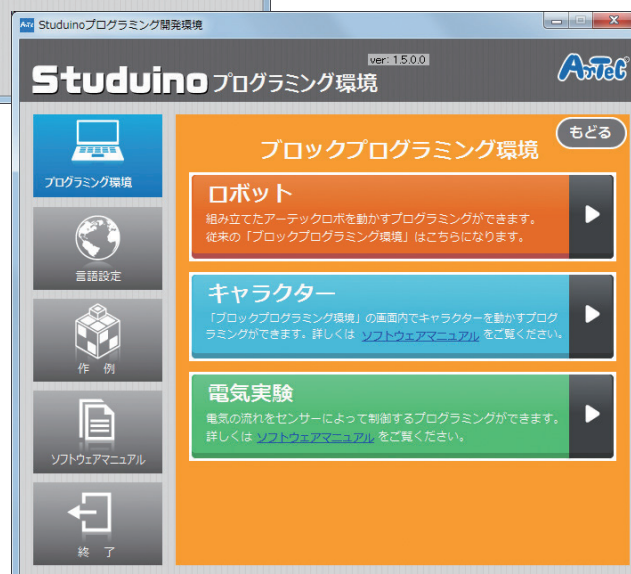 Studuinoプログラミング開発環境
ver: 1.5.0.0
Studuinoプログラミング環境
ArTeC
もどる
プログラミング環境
言語設定
作 例
ソフトウェアマニュアル
終 了
ブロックプログラミング環境
ロボット
組み立てたアーテックロボを動かすプログラミングができます。
従来の「ブロックプログラミング環境」はこちらになります。
キャラクター
「ブロックプログラミング環境」の画面内でキャラクターを動かすプログ
ラミングができます。詳しくは ソフトウェアマニュアル をご覧ください。
電気実験
電気の流れをセンサーによって制御するプログラミングができます。
詳しくは ソフトウェアマニュアル をご覧ください。